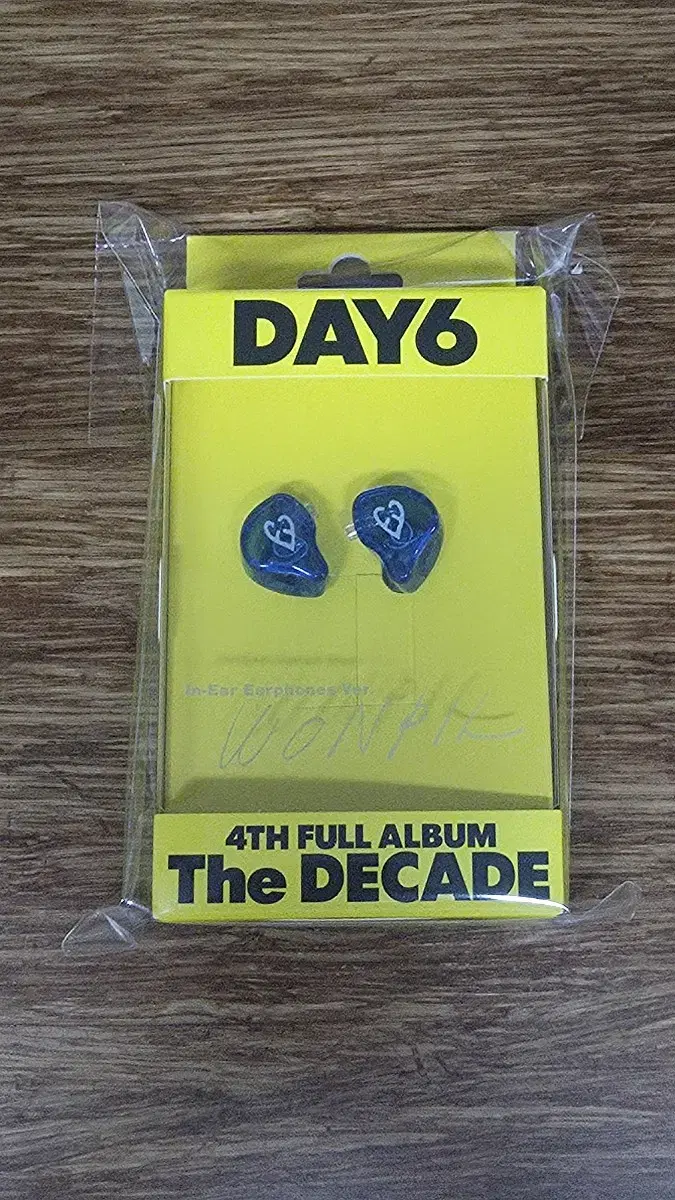 DAY6
In-Ear Earphones Ver
WONPIL
4TH FULL ALBUM
The DECADE